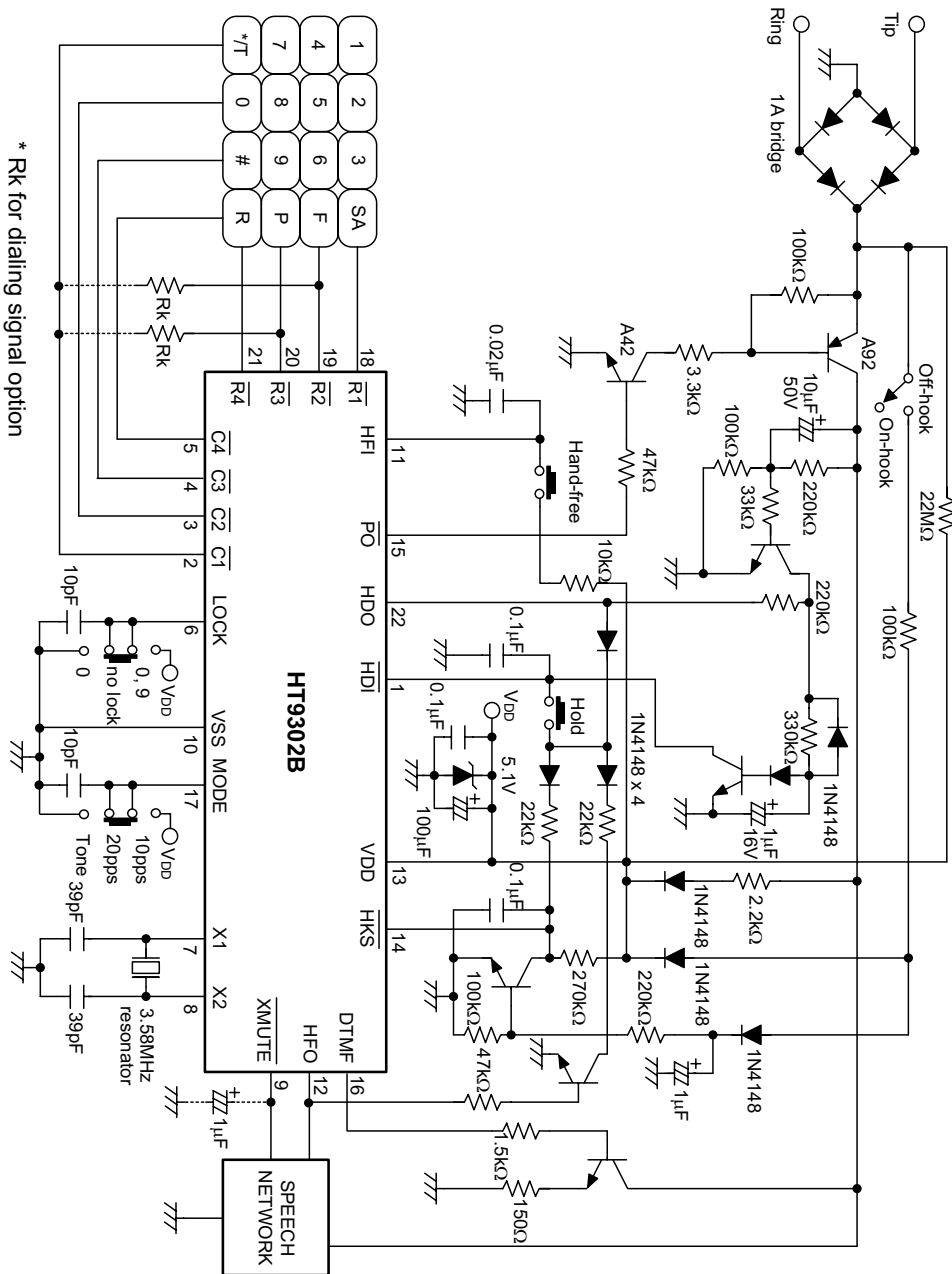 Tip
Ring
1A bridge
100kΩ
A92
Off-hook
On-hook
22MΩ
100kΩ
A42
3.3kΩ
10µF
50V
+
100kΩ
220kΩ
33kΩ
47kΩ
220kΩ
0.02µF
Hand-free
10kΩ
0.1µF
Hold
1N4148 x 4
330kΩ
1N4148
1µF
16V
+
0.1µF
VDD
5.1V
100µF
+
22kΩ
22kΩ
1N4148
2.2kΩ
0.1µF
270kΩ
1N4148
100kΩ
220kΩ
1N4148
1µF
+
47kΩ
1.5kΩ
150Ω
1 2 3 SA
4 5 6 F
7 8 9 P
*/T 0 # R
Rk
Rk
18 R1
19 R2
20 R3
21 R4
11 HFI
15 PO
22 HDO
1 HDI
13 VDD
14 HKS
HT9302B
5 C4
4 C3
3 C2
2 C1
6 LOCK
10 VSS
17 MODE
7 X1
8 X2
9 XMUTE
12 HFO
16 DTMF
10pF
0
no lock
0, 9
VDD
10pF
Tone
20pps
10pps
VDD
39pF
39pF
3.58MHz
resonator
1µF
+
SPEECH
NETWORK
* Rk for dialing signal option